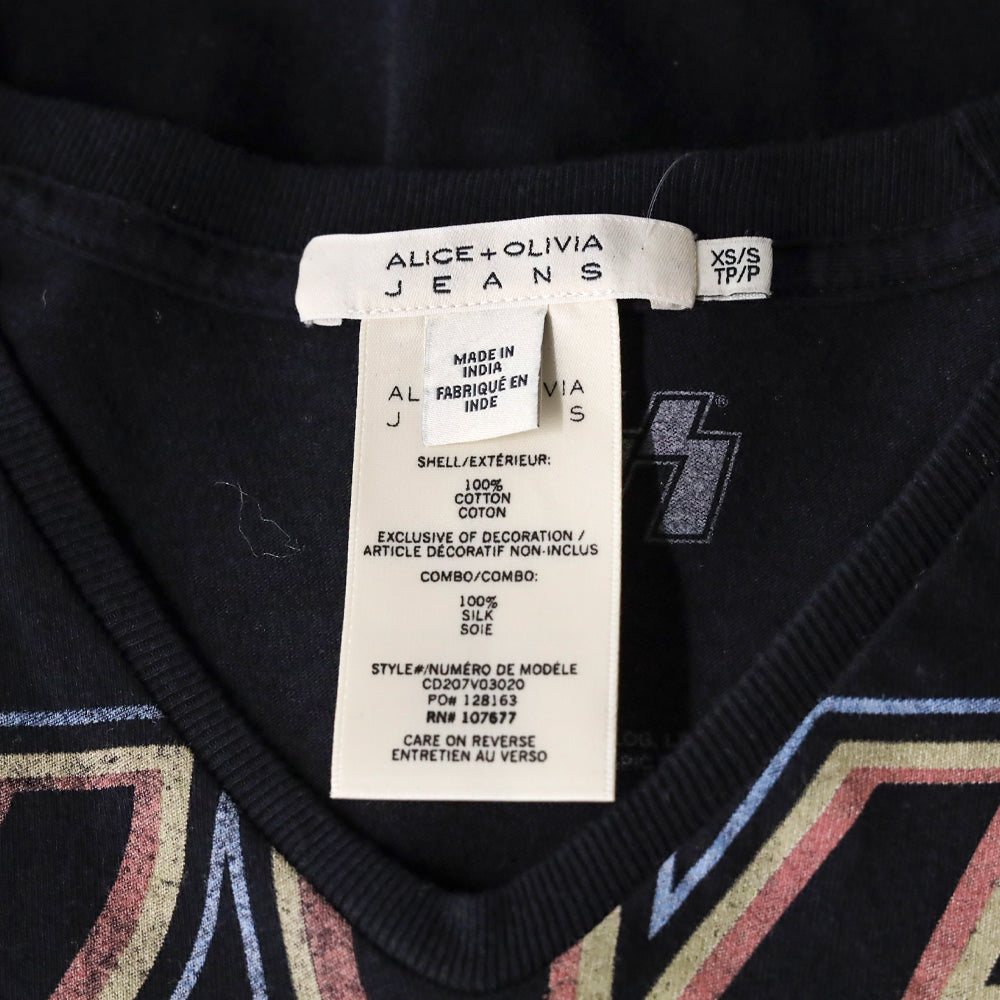 ALICE+OLIVIA
JEANS
XS/S
TP/P
MADE IN
INDIA
FABRIQUÉ EN
INDE
SHELL/EXTÉRIEUR:
100%
COTTON
COTON
EXCLUSIVE OF DECORATION /
ARTICLE DÉCORATIF NON-INCLUS
COMBO/COMBO:
100%
SILK
SOIE
STYLE#/NUMÉRO DE MODÈLE
CD207V03020
PO# 128163
RN# 107677
CARE ON REVERSE
ENTRETIEN AU VERSO